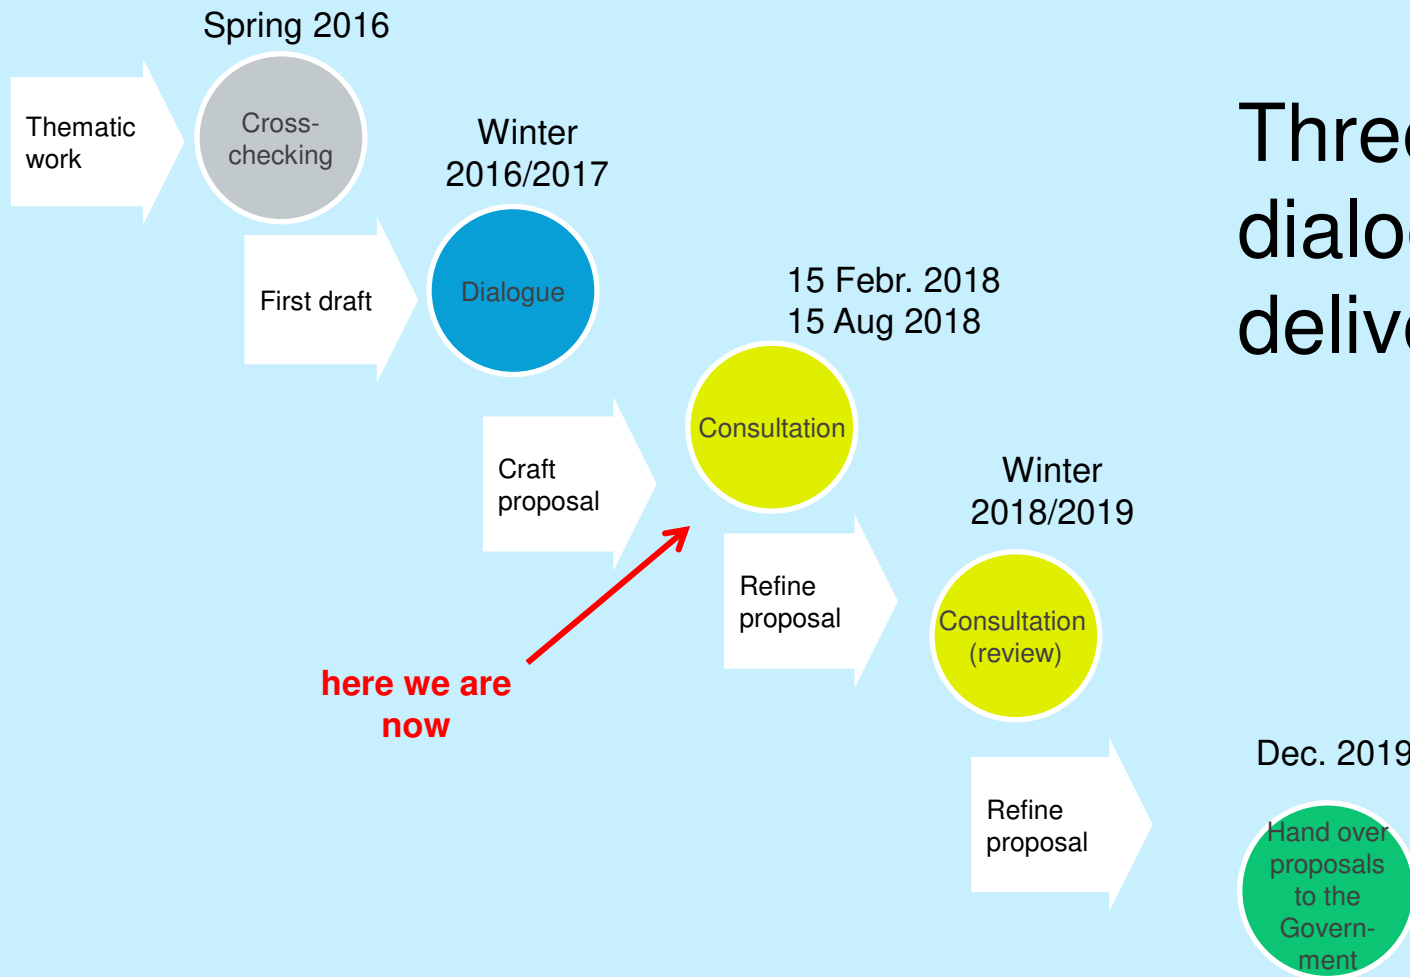 Spring 2016
Thematic
work
Cross-
checking
Winter
2016/2017
First draft
Dialogue
15 Febr. 2018
15 Aug 2018
Craft
proposal
Consultation
Winter
2018/2019
Refine
proposal
Consultation
(review)
here we are
now
Refine
proposal
Dec. 2019
Hand over
proposals
to the
Govern-
ment